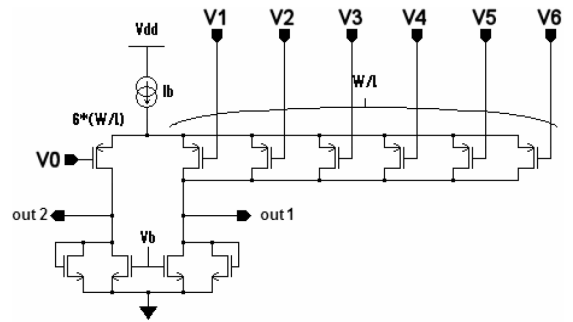 V1 V2 V3 V4 V5 V6
Vdd
Ib
W/L
6*(W/L)
V0
out 2
out 1
Vb